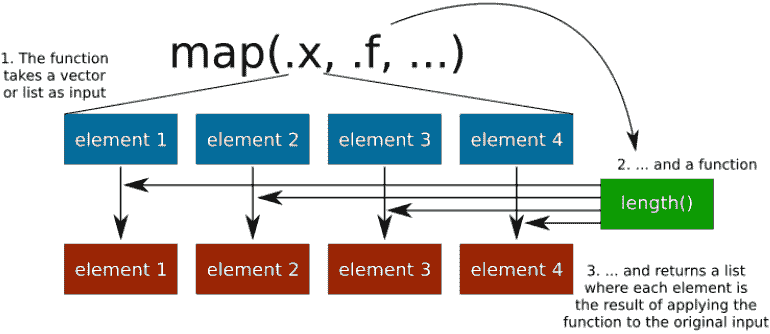 map(.x, .f, ...)
1. The function
takes a vector
or list as input
element 1
element 2
element 3
element 4
2. ... and a function
length()
element 1
element 2
element 3
element 4
3. ... and returns a list
where each element is
the result of applying the
function to the original input